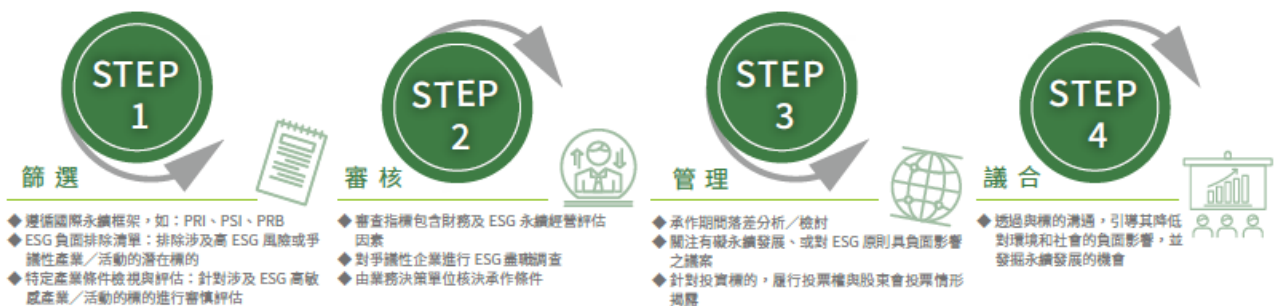 STEP
1
篩選
◆ 遵循國際永續框架,如:PRI、PSI、PRB
◆ ESG 負面排除清單:排除涉及高 ESG 風險或爭
議性產業/活動的潛在標的
◆ 特定產業條件檢視與評估:針對涉及 ESG 高敏
感產業/活動的標的進行審慎評估
STEP
2
審核
◆ 審查指標包含財務及 ESG 永續經營評估
因素
◆ 對爭議性企業進行 ESG 盡職調查
◆ 由業務決策單位核決承作條件
STEP
3
管理
◆ 承作期間落差分析/檢討
◆ 關注有礙永續發展、或對 ESG 原則具負面影響
之議案
◆ 針對投資標的,履行投票權與股東會投票情形
揭露
STEP
4
議合
◆ 透過與標的溝通,引導其降低
對環境和社會的負面影響,並
發掘永續發展的機會